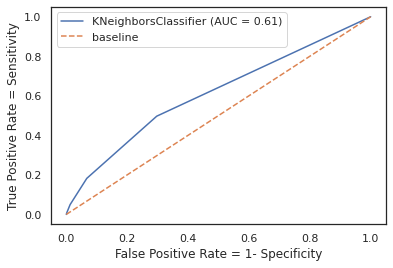 KNeighborsClassifier (AUC = 0.61)
baseline
1.0
0.8
0.6
0.4
0.2
0.0
True Positive Rate = Sensitivity
0.0 0.2 0.4 0.6 0.8 1.0
False Positive Rate = 1- Specificity